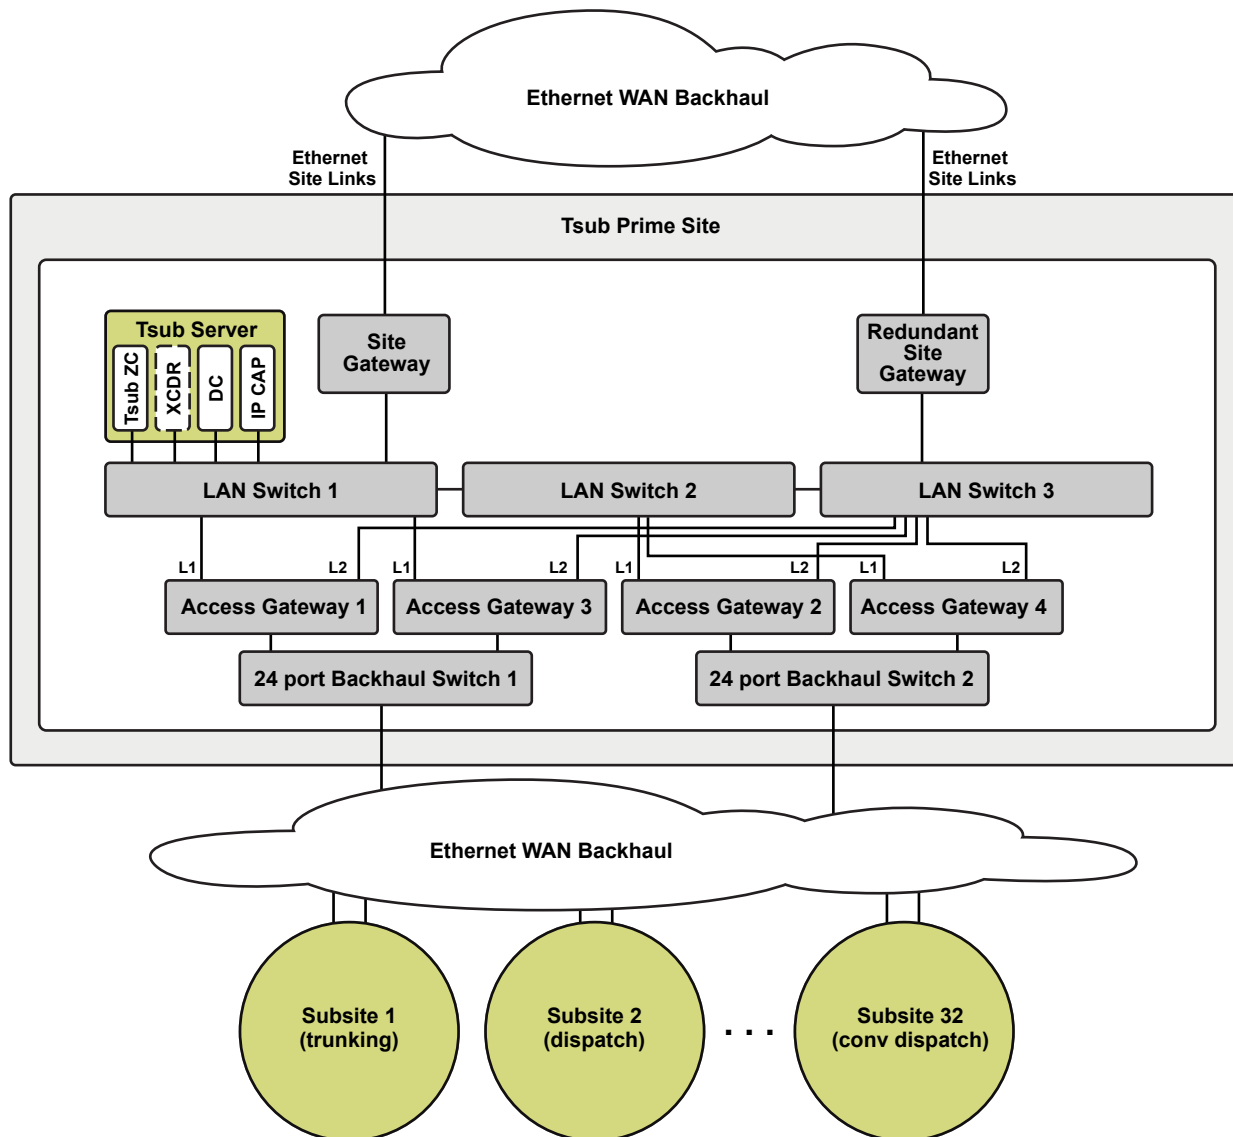 Ethernet WAN Backhaul
Ethernet
Site Links
Ethernet
Site Links
Tsub Prime Site
Tsub Server
Tsub ZC
XCDR
DC
IP CAP
Site
Gateway
Redundant
Site
Gateway
LAN Switch 1
LAN Switch 2
LAN Switch 3
L1
L2
L1
L2
L1
L2
L1
L2
Access Gateway 1
Access Gateway 3
Access Gateway 2
Access Gateway 4
24 port Backhaul Switch 1
24 port Backhaul Switch 2
Ethernet WAN Backhaul
Subsite 1
(trunking)
Subsite 2
(dispatch)
. . .
Subsite 32
(conv dispatch)